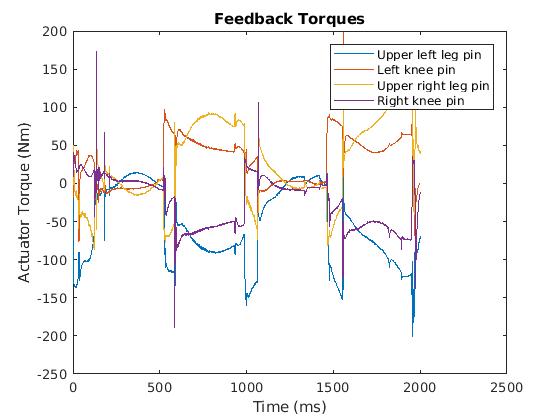 Feedback Torques
Upper left leg pin
Left knee pin
Upper right leg pin
Right knee pin
Actuator Torque (Nm)
200
150
100
50
0
-50
-100
-150
-200
-250
0 500 1000 1500 2000 2500
Time (ms)